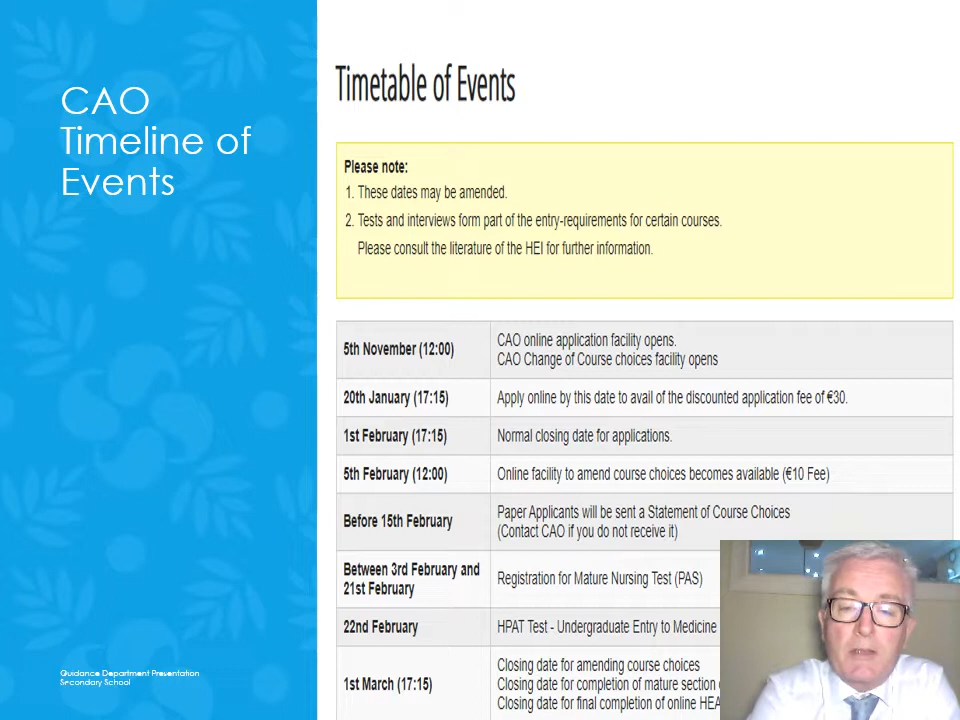 CAO
Timeline of
Events
Guidance Department Presentation
Secondary School
Timetable of Events
Please note:
1. These dates may be amended.
2. Tests and interviews form part of the entry-requirements for certain courses.
Please consult the literature of the HEI for further information.
5th November (12:00)
CAO online application facility opens.
CAO Change of Course choices facility opens
20th January (17:15)
Apply online by this date to avail of the discounted application fee of €30.
1st February (17:15)
Normal closing date for applications.
5th February (12:00)
Online facility to amend course choices becomes available (€10 Fee)
Before 15th February
Paper Applicants will be sent a Statement of Course Choices
(Contact CAO if you do not receive it)
Between 3rd February and
21st February
Registration for Mature Nursing Test (PAS)
22nd February
HPAT Test - Undergraduate Entry to Medicine
1st March (17:15)
Closing date for amending course choices
Closing date for completion of mature section
Closing date for final completion of online HEA